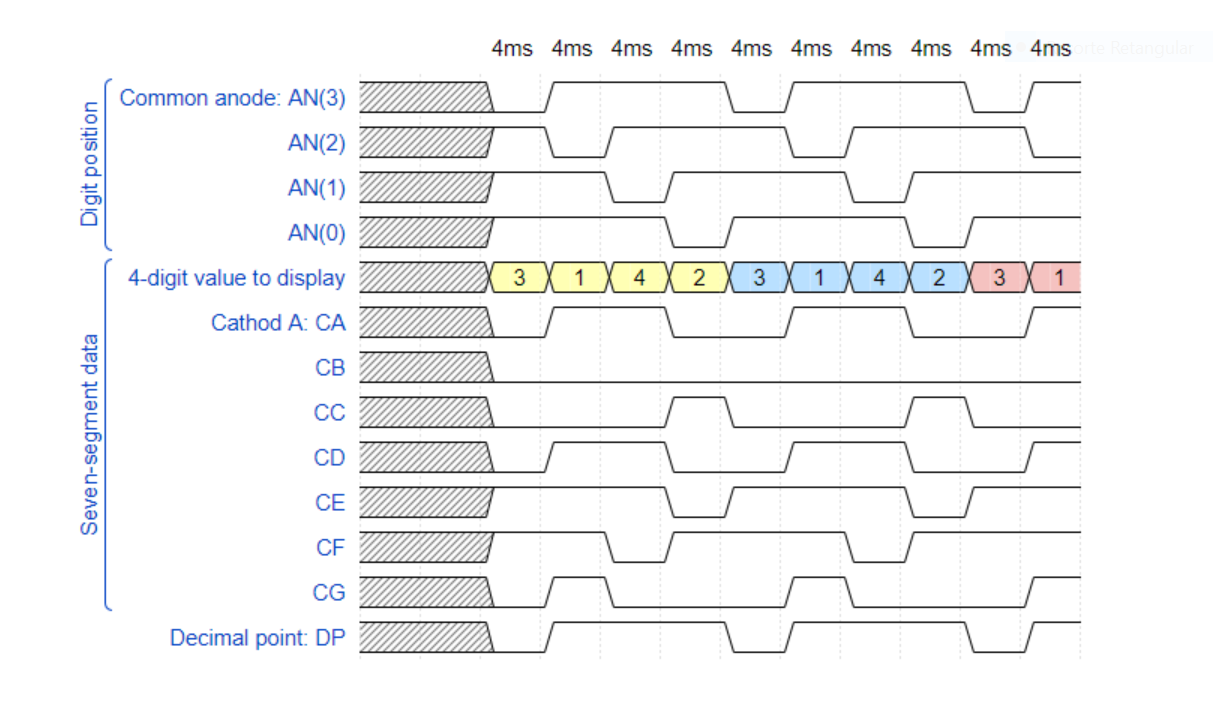 4ms 4ms 4ms 4ms 4ms 4ms 4ms 4ms 4ms 4ms
Digit position
Common anode: AN(3)
AN(2)
AN(1)
AN(0)
Seven-segment data
4-digit value to display 3 1 4 2 3 1 4 2 3 1
Cathod A: CA
CB
CC
CD
CE
CF
CG
Decimal point: DP
Retangular